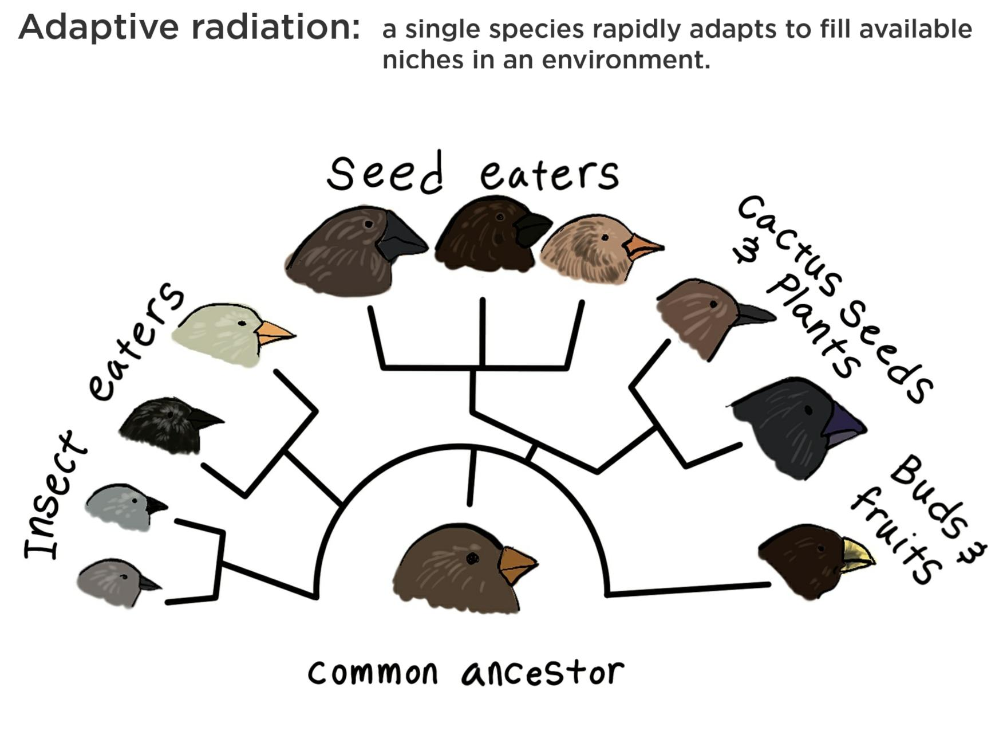 Adaptive radiation: a single species rapidly adapts to fill available
niches in an environment.
Seed eaters
Cactus Seeds
& Plants
Insect eaters
Buds &
fruits
common ancestor